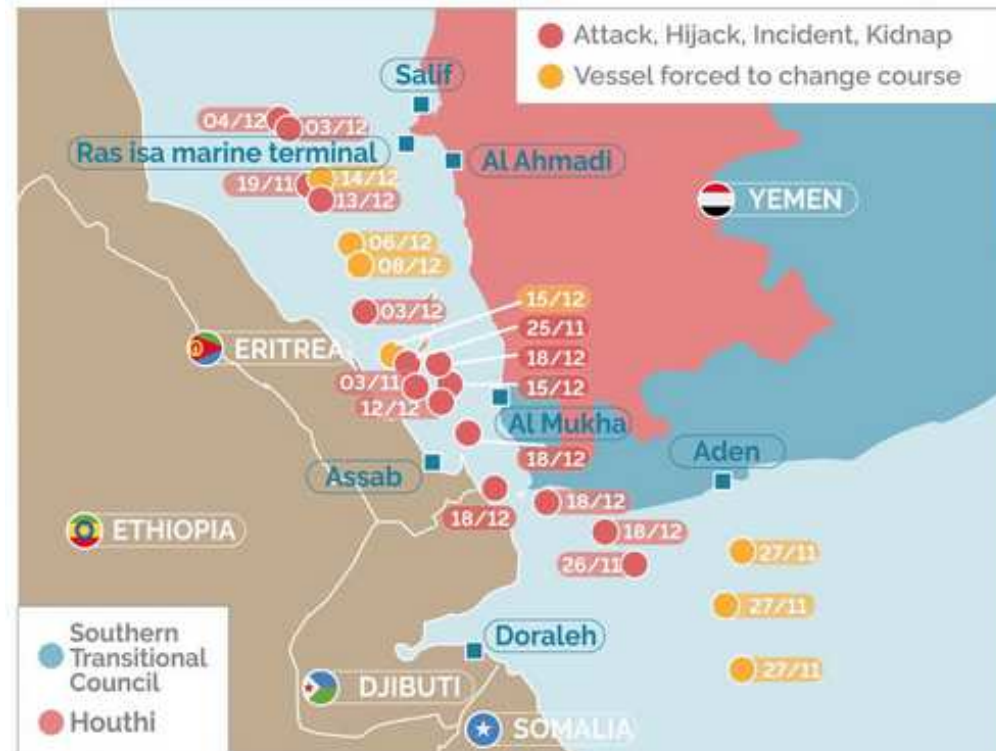 Attack, Hijack, Incident, Kidnap
Vessel forced to change course
Salif
04/12
03/12
Ras isa marine terminal
Al Ahmadi
19/11
14/12
13/12
YEMEN
06/12
08/12
03/12
15/12
25/11
18/12
15/12
ERITREA
03/11
12/12
Al Mukha
18/12
Assab
Aden
18/12
18/12
18/12
26/11
ETHIOPIA
27/11
27/11
27/11
Doraleh
Southern
Transitional
Council
Houthi
DJIBUTI
SOMALIA